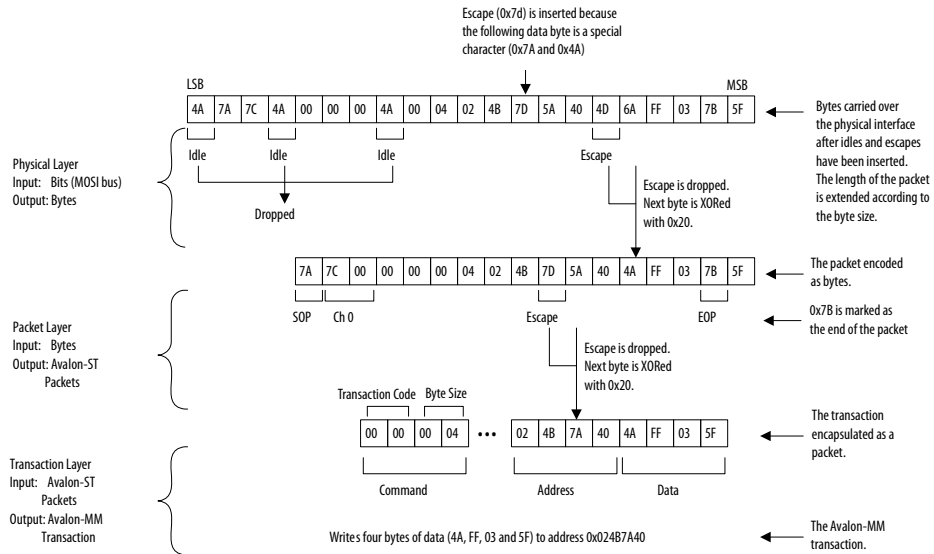 Escape (0x7d) is inserted because
the following data byte is a special
character (0x7A and 0x4A)
LSB
MSB
4A 7A 7C 4A 00 00 00 4A 00 04 02 4B 7D 5A 40 4D 6A FF 03 7B 5F
Bytes carried over
the physical interface
after idles and escapes
have been inserted.
The length of the packet
is extended according to
the byte size.
Physical Layer
Input: Bits (MOSI bus)
Output: Bytes
Idle
Idle
Idle
Escape
Dropped
Escape is dropped.
Next byte is XORed
with 0x20.
7A 7C 00 00 00 00 04 02 4B 7D 5A 40 4A FF 03 7B 5F
The packet encoded
as bytes.
SOP
Ch 0
Escape
EOP
0x7B is marked as
the end of the packet
Packet Layer
Input: Bytes
Output: Avalon-ST
Packets
Escape is dropped.
Next byte is XORed
with 0x20.
Transaction Code
Byte Size
00 00 00 04 ••• 02 4B 7A 40 4A FF 03 5F
The transaction
encapsulated as a
packet.
Command
Address
Data
Transaction Layer
Input: Avalon-ST
Packets
Output: Avalon-MM
Transaction
Writes four bytes of data (4A, FF, 03 and 5F) to address 0x024B7A40
The Avalon-MM
transaction.